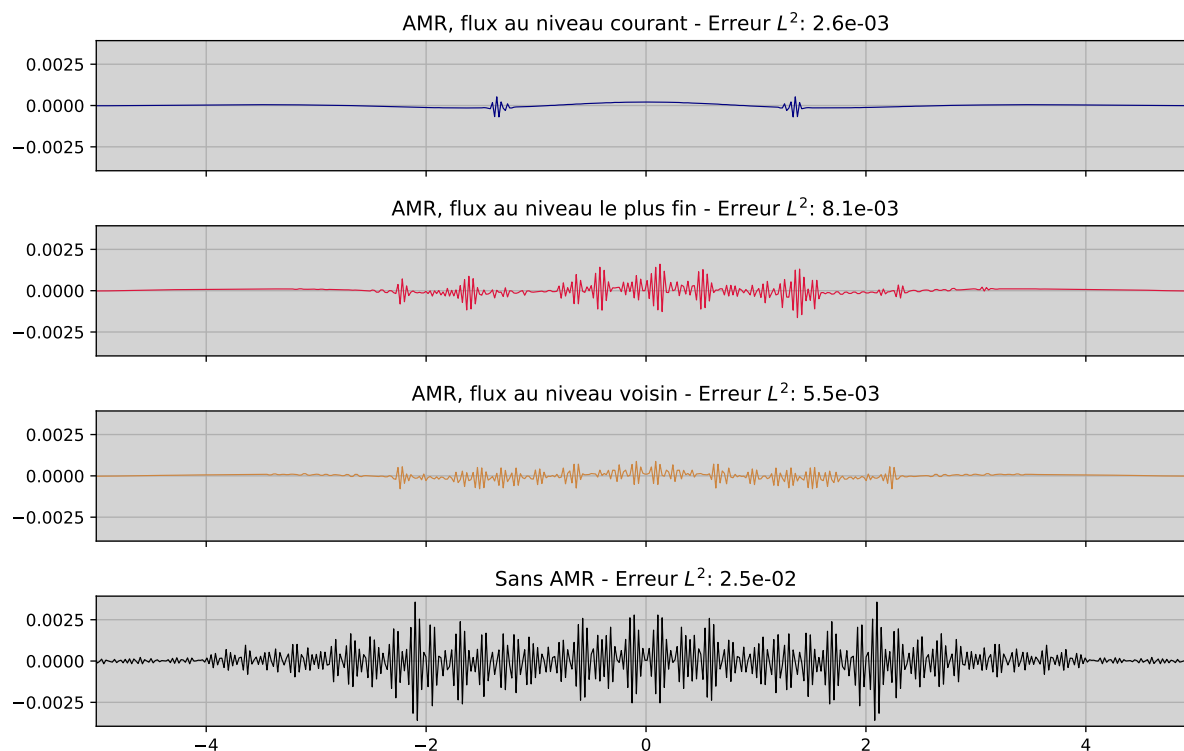 AMR, flux au niveau courant - Erreur L²: 2.6e-03
0.0025
0.0000
−0.0025
AMR, flux au niveau le plus fin - Erreur L²: 8.1e-03
0.0025
0.0000
−0.0025
AMR, flux au niveau voisin - Erreur L²: 5.5e-03
0.0025
0.0000
−0.0025
Sans AMR - Erreur L²: 2.5e-02
0.0025
0.0000
−0.0025
−4 −2 0 2 4